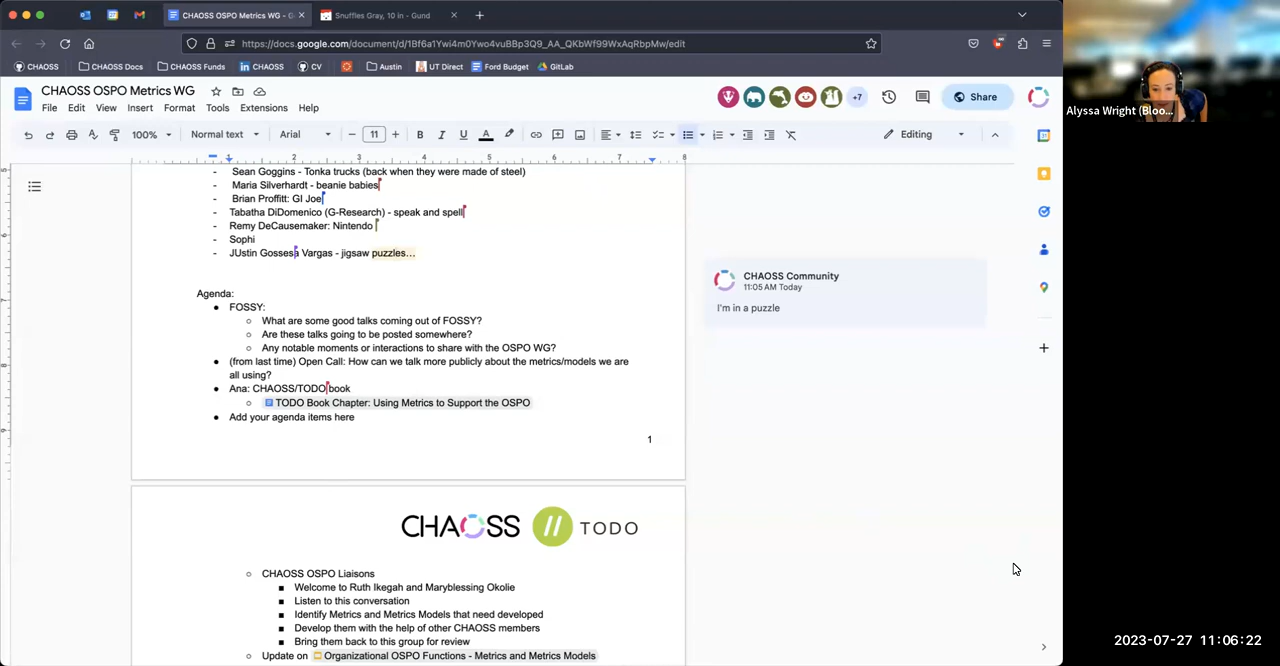 CHAOSS OSPO Metrics WG - G
Snuffles Gray, 10 In - Gund
https://docs.google.com/document/d/1Bf6a1Ywi4m0Ywo4vuBBp3Q9_AA_QKbWf99WxAqRbpMw/edit
CHAOSS
CHAOSS Docs
CHAOSS Funds
CHAOSS
CV
Austin
UT Direct
Ford Budget
GitLab
CHAOSS OSPO Metrics WG
File Edit View Insert Format Tools Extensions Help
+7
Share
100%
Normal text
Arial
11
Editing
1 2 3 4 5 6 7 8
- Sean Goggins - Tonka trucks (back when they were made of steel)
- Maria Silverhardt - beanie babies
- Brian Proffitt: GI Joe
- Tabatha DiDomenico (G-Research) - speak and spell
- Remy DeCausemaker: Nintendo
- Sophi
- JUstin Gossesa Vargas - jigsaw puzzles…
CHAOSS Community
11:05 AM Today
I'm in a puzzle
Agenda:
● FOSSY:
○ What are some good talks coming out of FOSSY?
○ Are these talks going to be posted somewhere?
○ Any notable moments or interactions to share with the OSPO WG?
● (from last time) Open Call: How can we talk more publicly about the metrics/models we are
all using?
● Ana: CHAOSS/TODO book
○ TODO Book Chapter: Using Metrics to Support the OSPO
● Add your agenda items here
1
CHAOSS // TODO
○ CHAOSS OSPO Liaisons
■ Welcome to Ruth Ikegah and Maryblessing Okolie
■ Listen to this conversation
■ Identify Metrics and Metrics Models that need developed
■ Develop them with the help of other CHAOSS members
■ Bring them back to this group for review
○ Update on Organizational OSPO Functions - Metrics and Metrics Models
Alyssa Wright (Bloo...
2023-07-27 11:06:22